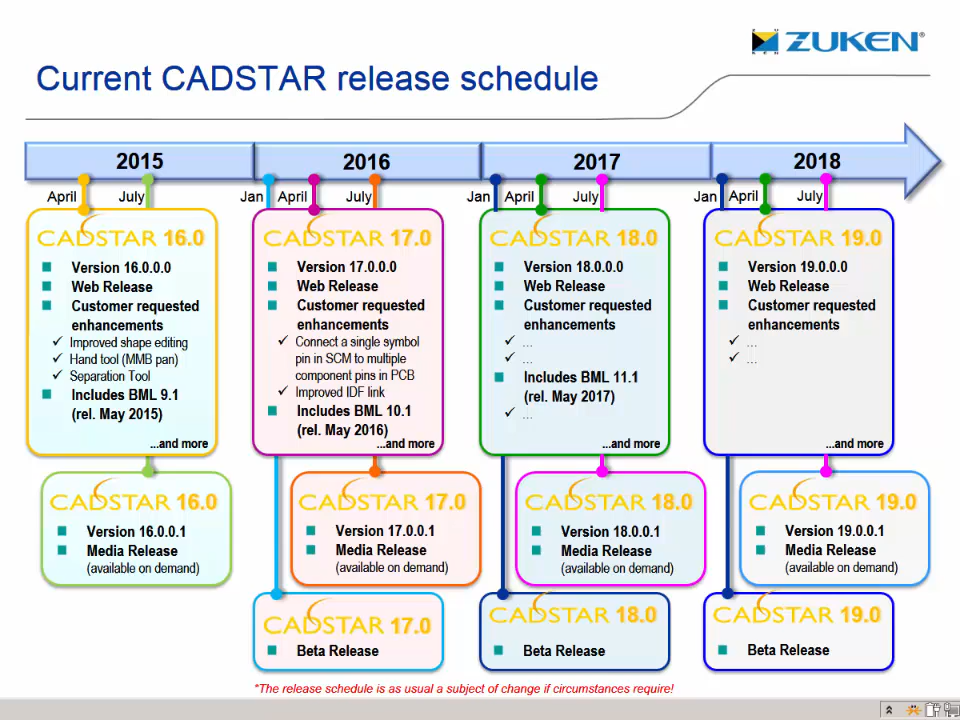 ZUKEN®
Current CADSTAR release schedule
2015
2016
2017
2018
April
July
Jan
April
July
Jan
April
July
Jan
April
July
CADSTAR 16.0
Version 16.0.0.0
Web Release
Customer requested
enhancements
✓ Improved shape editing
✓ Hand tool (MMB pan)
✓ Separation Tool
Includes BML 9.1
(rel. May 2015)
...and more
CADSTAR 17.0
Version 17.0.0.0
Web Release
Customer requested
enhancements
✓ Connect a single symbol
pin in SCM to multiple
component pins in PCB
✓ Improved IDF link
Includes BML 10.1
(rel. May 2016)
...and more
CADSTAR 18.0
Version 18.0.0.0
Web Release
Customer requested
enhancements
✓ ...
✓ ...
Includes BML 11.1
(rel. May 2017)
✓ ...
...and more
CADSTAR 19.0
Version 19.0.0.0
Web Release
Customer requested
enhancements
✓ ...
✓ ...
...and more
CADSTAR 16.0
Version 16.0.0.1
Media Release
(available on demand)
CADSTAR 17.0
Version 17.0.0.1
Media Release
(available on demand)
CADSTAR 18.0
Version 18.0.0.1
Media Release
(available on demand)
CADSTAR 19.0
Version 19.0.0.1
Media Release
(available on demand)
CADSTAR 17.0
Beta Release
CADSTAR 18.0
Beta Release
CADSTAR 19.0
Beta Release
*The release schedule is as usual a subject of change if circumstances require!